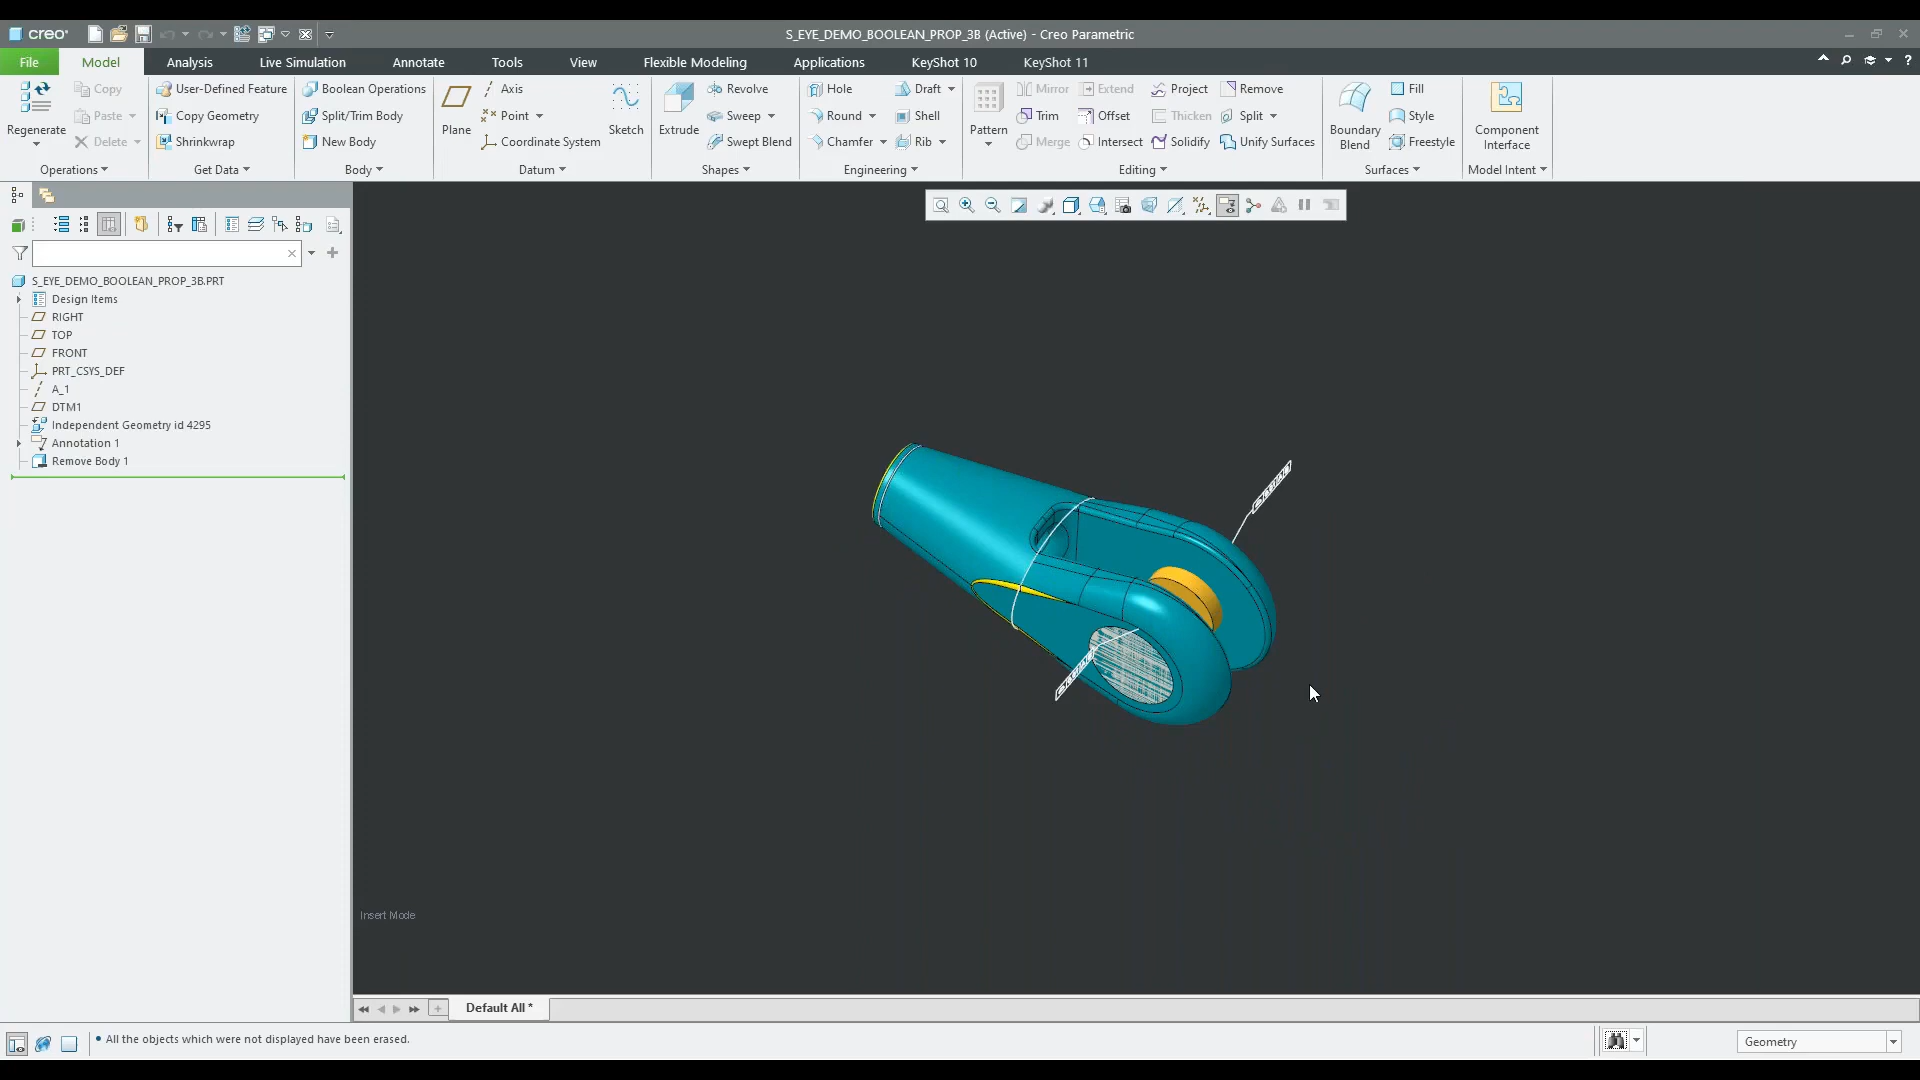 creo
S_EYE_DEMO_BOOLEAN_PROP_3B (Active) - Creo Parametric
File Model Analysis Live Simulation Annotate Tools View Flexible Modeling Applications KeyShot 10 KeyShot 11
Regenerate
Copy
Paste
Delete
Operations
User-Defined Feature
Copy Geometry
Shrinkwrap
Get Data
Boolean Operations
Split/Trim Body
New Body
Body
Plane
Axis
Point
Coordinate System
Sketch
Datum
Extrude
Revolve
Sweep
Swept Blend
Shapes
Hole
Round
Chamfer
Draft
Shell
Rib
Engineering
Pattern
Mirror
Trim
Merge
Extend
Offset
Intersect
Project
Thicken
Solidify
Remove
Split
Unify Surfaces
Editing
Boundary
Blend
Fill
Style
Freestyle
Surfaces
Component
Interface
Model Intent
S_EYE_DEMO_BOOLEAN_PROP_3B.PRT
Design Items
RIGHT
TOP
FRONT
PRT_CSYS_DEF
A_1
DTM1
Independent Geometry id 4295
Annotation 1
Remove Body 1
Insert Mode
Default All *
• All the objects which were not displayed have been erased.
Geometry